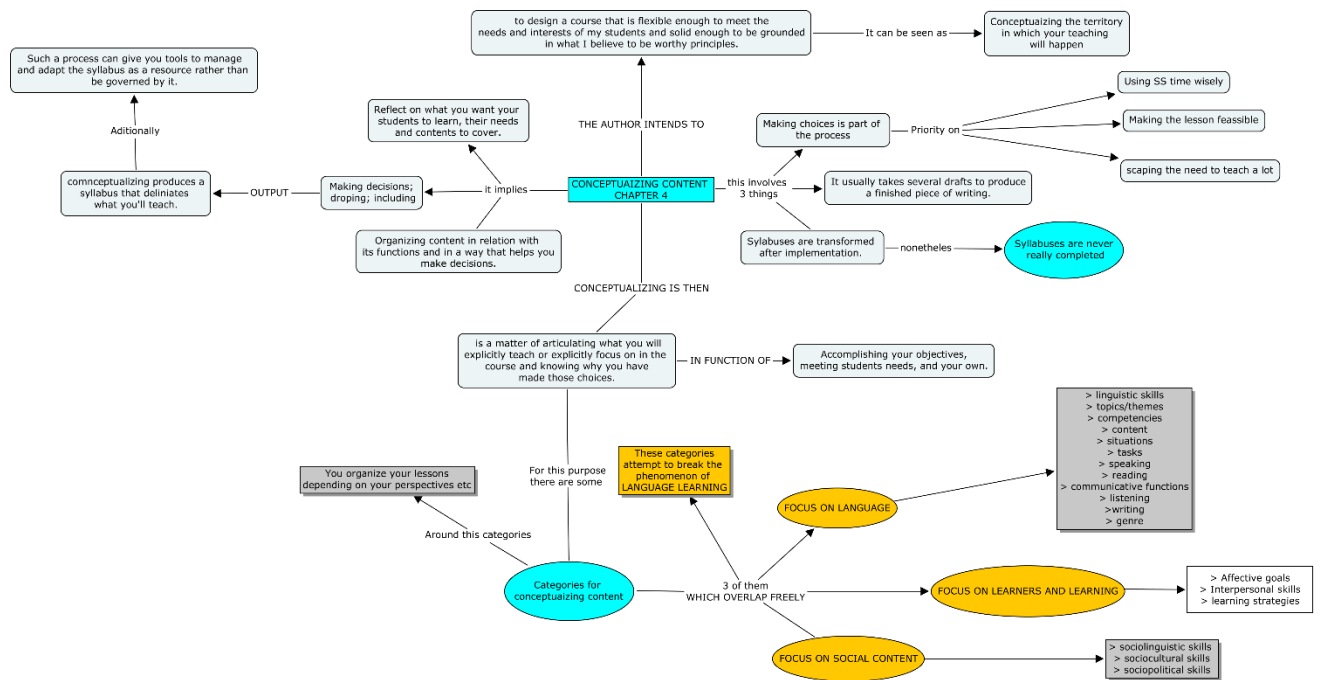 to design a course that is flexible enough to meet the
needs and interests of my students and solid enough to be grounded
in what I believe to be worthy principles.
It can be seen as
Conceptuaizing the territory
in which your teaching
will happen
Such a process can give you tools to manage
and adapt the syllabus as a resource rather than
be governed by it.
Aditionally
Reflect on what you want your
students to learn, their needs
and contents to cover.
THE AUTHOR INTENDS TO
Making choices is part of
the process
Priority on
Using SS time wisely
Making the lesson feassible
scaping the need to teach a lot
comnceptualizing produces a
syllabus that deliniates
what you'll teach.
OUTPUT
Making decisions;
droping; including
it implies
CONCEPTUAIZING CONTENT
CHAPTER 4
this involves
3 things
It usually takes several drafts to produce
a finished piece of writing.
Organizing content in relation with
its functions and in a way that helps you
make decisions.
Sylabuses are transformed
after implementation.
nonetheles
Syllabuses are never
really completed
CONCEPTUALIZING IS THEN
is a matter of articulating what you will
explicitly teach or explicitly focus on in the
course and knowing why you have
made those choices.
IN FUNCTION OF
Accomplishing your objectives,
meeting students needs, and your own.
For this purpose
there are some
You organize your lessons
depending on your perspectives etc
Around this categories
Categories for
conceptuaizing content
These categories
attempt to break the
phenomenon of
LANGUAGE LEARNING
3 of them
WHICH OVERLAP FREELY
FOCUS ON LANGUAGE
> linguistic skills
> topics/themes
> competencies
> content
> situations
> tasks
> speaking
> reading
> communicative functions
> listening
>writing
> genre
FOCUS ON LEARNERS AND LEARNING
> Affective goals
> Interpersonal skills
> learning strategies
FOCUS ON SOCIAL CONTENT
> sociolinguistic skills
> sociocultural skills
> sociopolitical skills